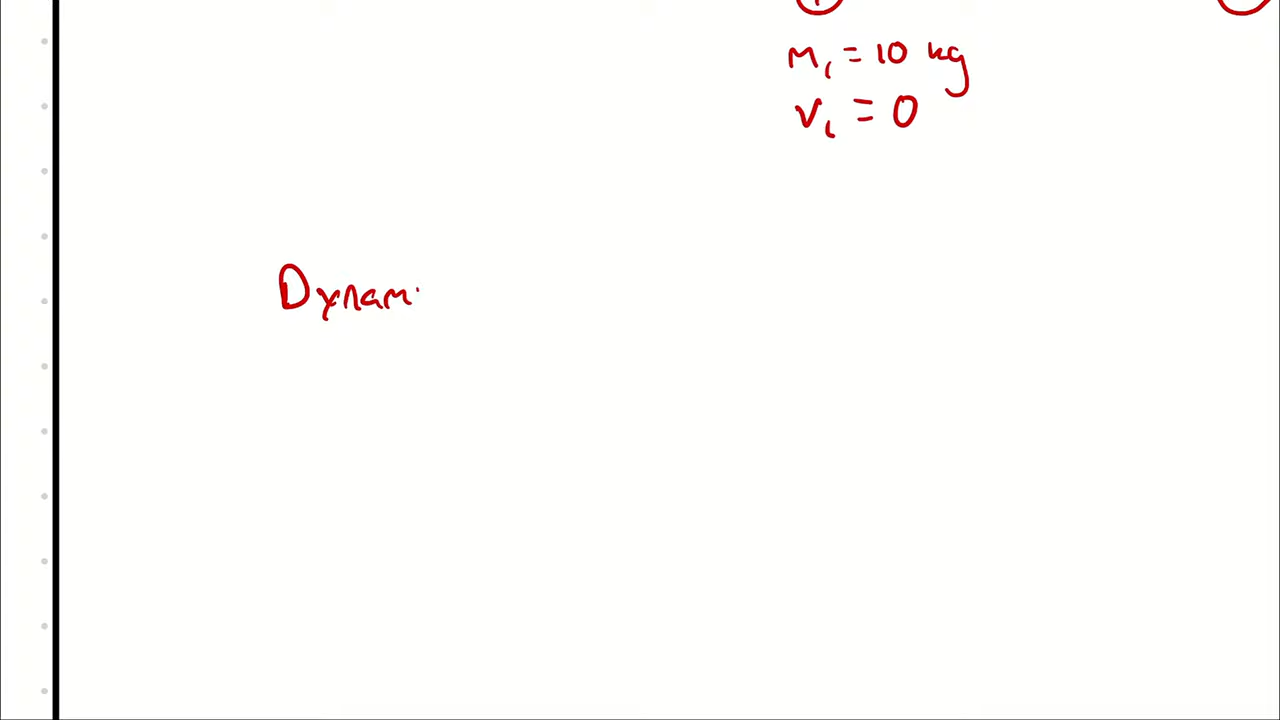 m₁ = 10 kg
v₁ = 0
Dynam